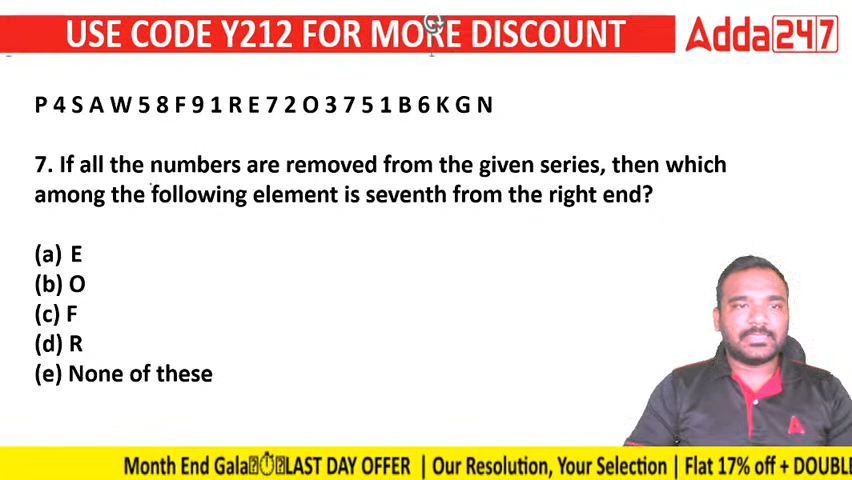 USE CODE Y212 FOR MORE DISCOUNT
Adda247
P 4 S A W 5 8 F 9 1 R E 7 2 O 3 7 5 1 B 6 K G N
7. If all the numbers are removed from the given series, then which
among the following element is seventh from the right end?
(a) E
(b) O
(c) F
(d) R
(e) None of these
Month End Gala LAST DAY OFFER | Our Resolution, Your Selection | Flat 17% off + DOUBLE